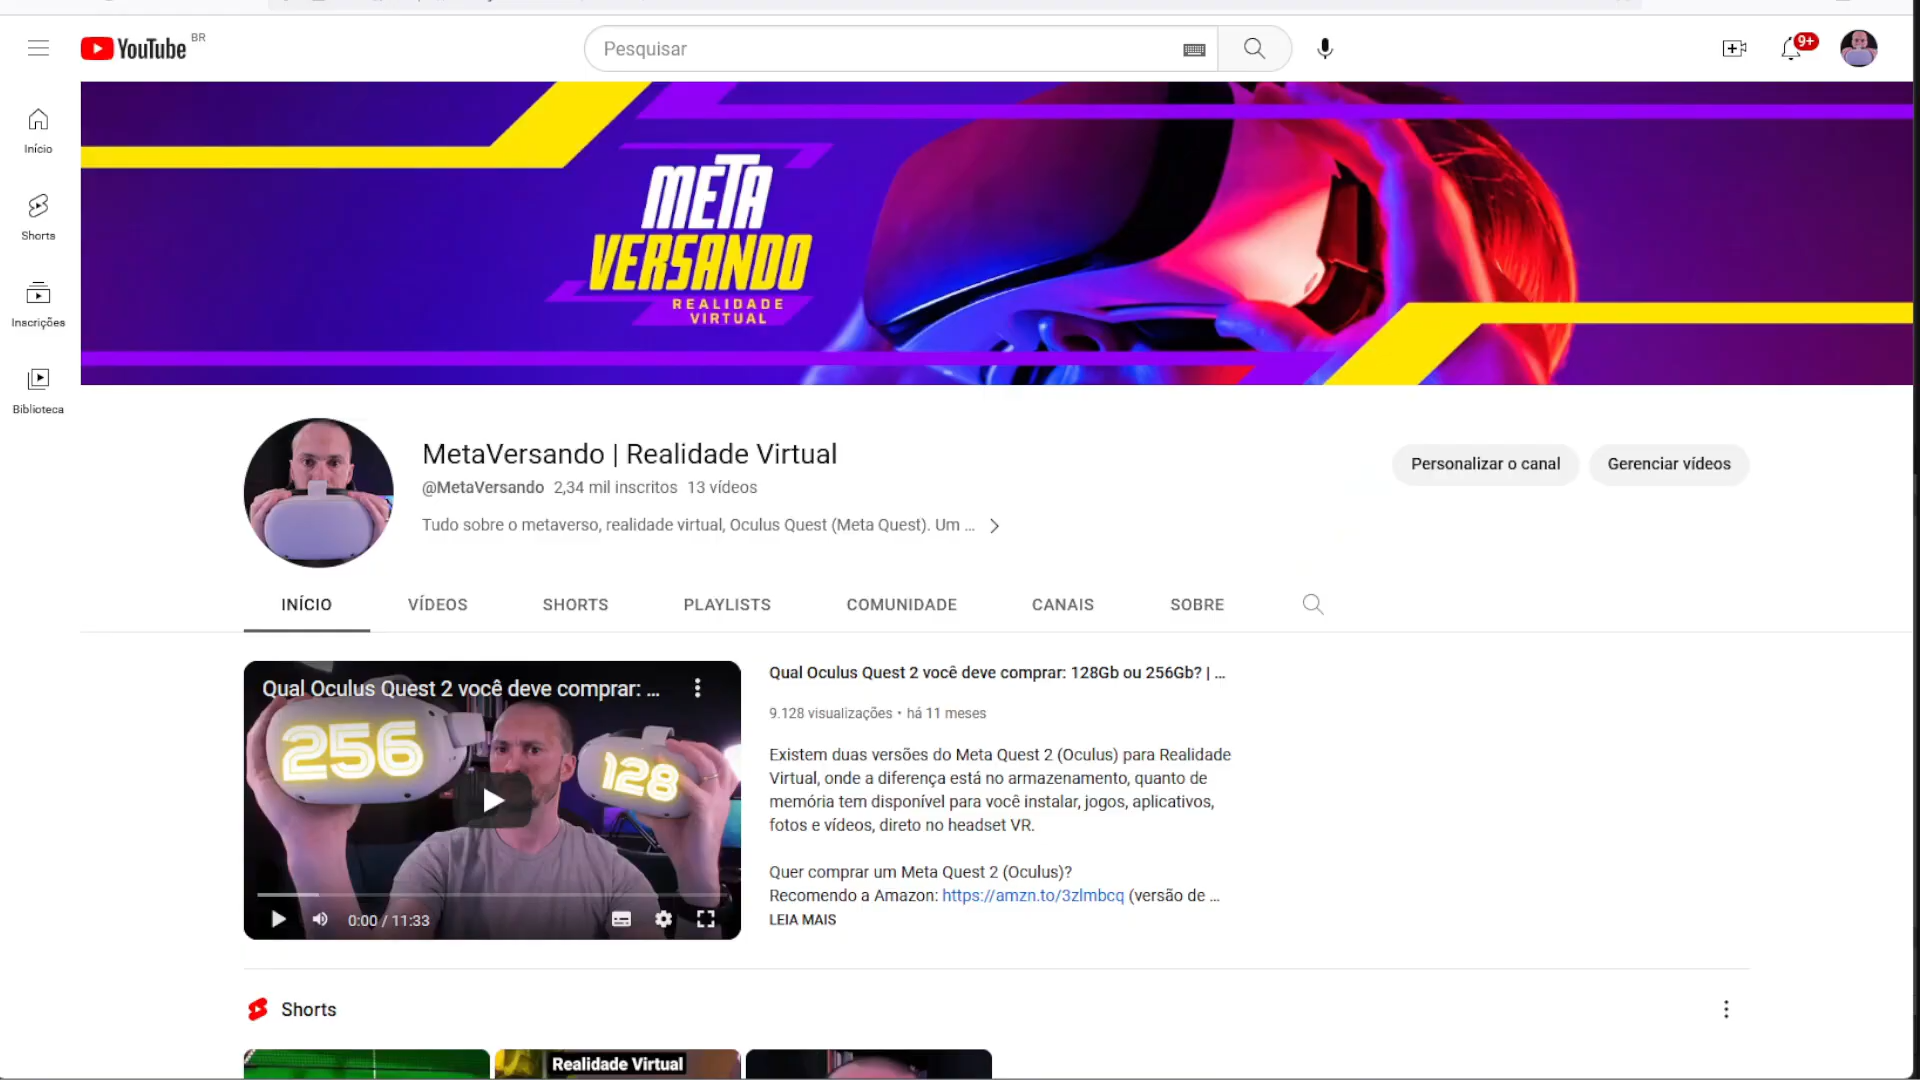 YouTube BR
Pesquisar
9+
Início
Shorts
Inscrições
Biblioteca
META
VERSANDO
REALIDADE
VIRTUAL
MetaVersando | Realidade Virtual
@MetaVersando 2,34 mil inscritos 13 vídeos
Tudo sobre o metaverso, realidade virtual, Oculus Quest (Meta Quest). Um ...
Personalizar o canal
Gerenciar vídeos
INÍCIO VÍDEOS SHORTS PLAYLISTS COMUNIDADE CANAIS SOBRE
Qual Oculus Quest 2 você deve comprar: ...
256
128
0:00 / 11:33
Qual Oculus Quest 2 você deve comprar: 128Gb ou 256Gb? | ...
9.128 visualizações • há 11 meses
Existem duas versões do Meta Quest 2 (Oculus) para Realidade
Virtual, onde a diferença está no armazenamento, quanto de
memória tem disponível para você instalar, jogos, aplicativos,
fotos e vídeos, direto no headset VR.
Quer comprar um Meta Quest 2 (Oculus)?
Recomendo a Amazon: https://amzn.to/3zlmbcq (versão de ...
LEIA MAIS
Shorts
Realidade Virtual